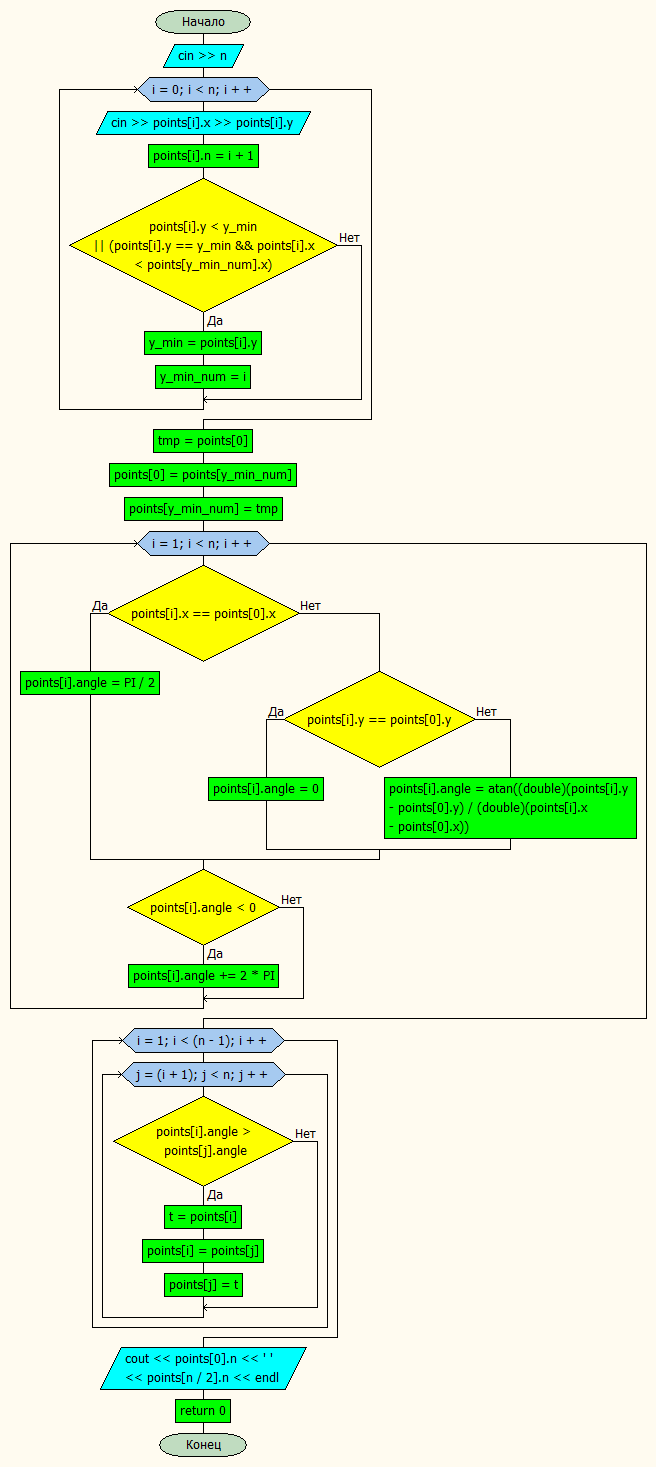 Начало
cin >> n
i = 0; i < n; i + +
cin >> points[i].x >> points[i].y
points[i].n = i + 1
points[i].y < y_min
|| (points[i].y == y_min && points[i].x
< points[y_min_num].x)
Нет
Да
y_min = points[i].y
y_min_num = i
tmp = points[0]
points[0] = points[y_min_num]
points[y_min_num] = tmp
i = 1; i < n; i + +
Да
points[i].x == points[0].x
Нет
points[i].angle = PI / 2
Да
points[i].y == points[0].y
Нет
points[i].angle = 0
points[i].angle = atan((double)(points[i].y
- points[0].y) / (double)(points[i].x
- points[0].x))
points[i].angle < 0
Нет
Да
points[i].angle += 2 * PI
i = 1; i < (n - 1); i + +
j = (i + 1); j < n; j + +
points[i].angle >
points[j].angle
Нет
Да
t = points[i]
points[i] = points[j]
points[j] = t
cout << points[0].n << ' '
<< points[n / 2].n << endl
return 0
Конец